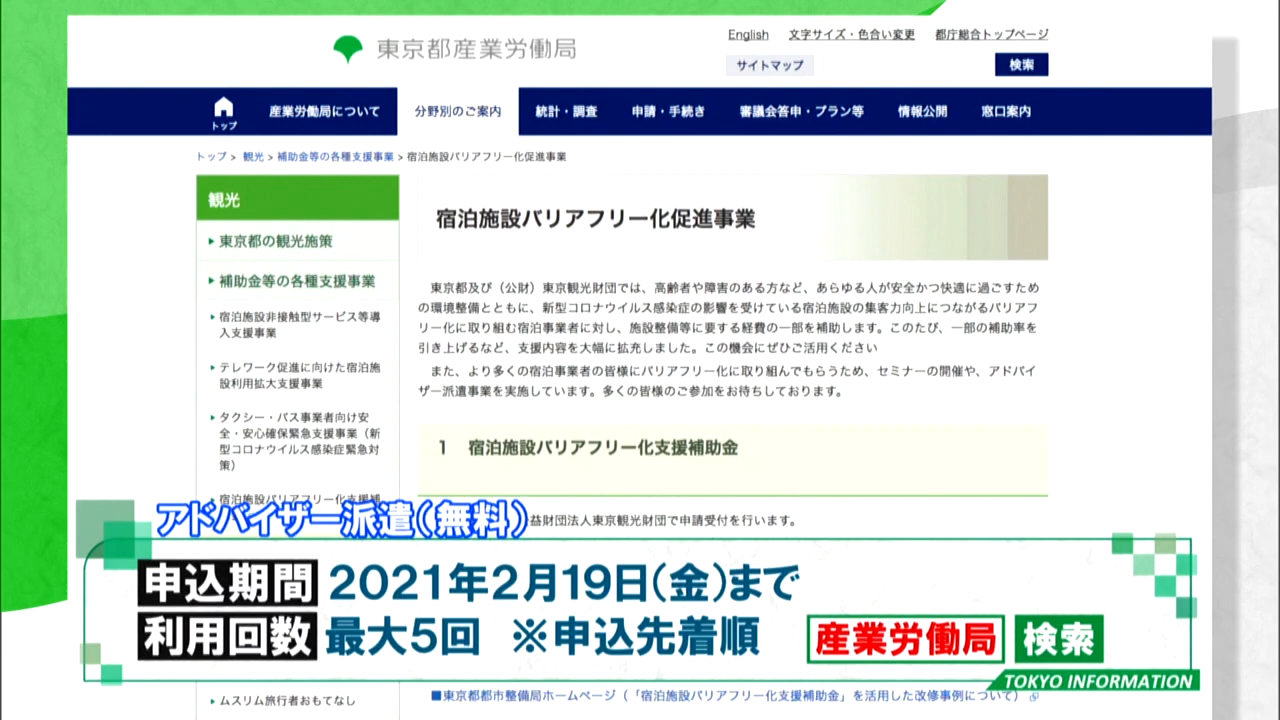 東京都産業労働局
English 文字サイズ・色合い変更 都庁総合トップページ
サイトマップ
検索
トップ
産業労働局について
分野別のご案内
統計・調査
申請・手続き
審議会答申・プラン等
情報公開
窓口案内
トップ > 観光 > 補助金等の各種支援事業 > 宿泊施設バリアフリー化促進事業
観光
東京都の観光施策
補助金等の各種支援事業
宿泊施設非接触型サービス等導
入支援事業
テレワーク促進に向けた宿泊施
設利用拡大支援事業
タクシー・バス事業者向け安
全・安心確保緊急支援事業（新
型コロナウイルス感染症緊急対
策）
宿泊施設バリアフリー化支援補
宿泊施設バリアフリー化促進事業
東京都及び（公財）東京観光財団では、高齢者や障害のある方など、あらゆる人が安全かつ快適に過ごすため
の環境整備とともに、新型コロナウイルス感染症の影響を受けている宿泊施設の集客力向上につながるバリアフ
リー化に取り組む宿泊事業者に対し、施設整備等に要する経費の一部を補助します。このたび、一部の補助率を
引き上げるなど、支援内容を大幅に拡充しました。この機会にぜひご活用ください
また、より多くの宿泊事業者の皆様にバリアフリー化に取り組んでもらうため、セミナーの開催や、アドバイ
ザー派遣事業を実施しています。多くの皆様のご参加をお待ちしております。
1 宿泊施設バリアフリー化支援補助金
益財団法人東京観光財団で申請受付を行います。
アドバイザー派遣（無料）
申込期間 2021年2月19日（金）まで
利用回数 最大5回 ※申込先着順
産業労働局 検索
TOKYO INFORMATION
ムスリム旅行者おもてなし
■東京都都市整備局ホームページ（「宿泊施設バリアフリー化支援補助金」を活用した改修事例について）